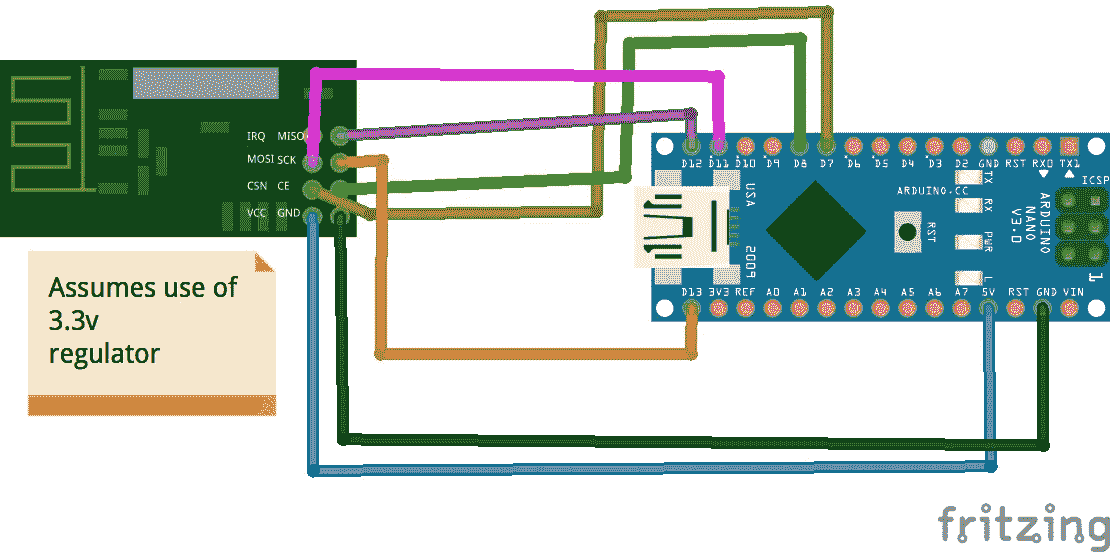 IRQ MISO
MOSI SCK
CSN CE
VCC GND
Assumes use of
3.3v
regulator
D12 D11 D10 D9 D8 D7 D6 D5 D4 D3 D2 GND RST RX0 TX1
USA
2005
ARDUINO.CC
RST
TX
RX
PWR
L
ARDUINO
NANO
V3.0
ICSP
1
D13 3V3 REF A0 A1 A2 A3 A4 A5 A6 A7 5V RST GND VIN
fritzing